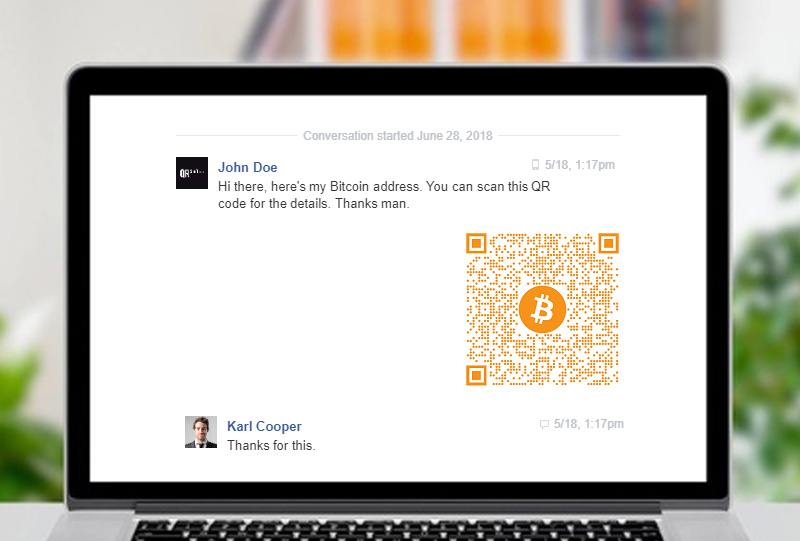 Conversation started June 28, 2018
John Doe
5/18, 1:17pm
Hi there, here's my Bitcoin address. You can scan this QR
code for the details. Thanks man.
Karl Cooper
5/18, 1:17pm
Thanks for this.